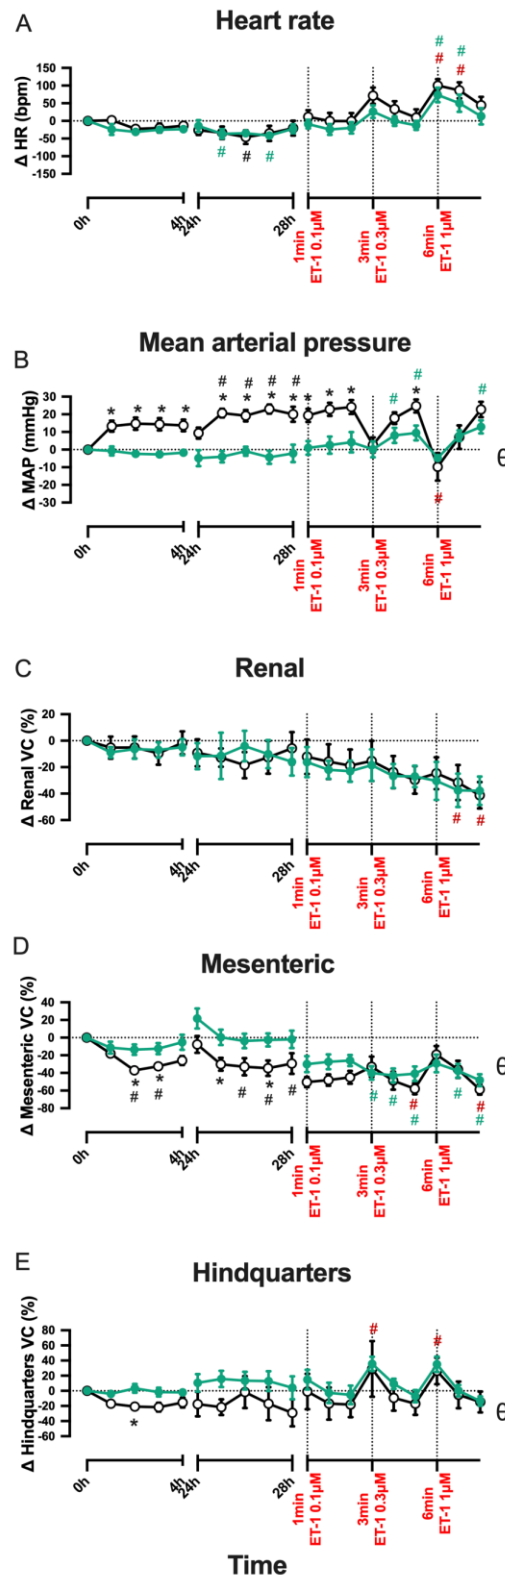 A
Heart rate
Δ HR (bpm)
150
100
50
0
-50
-100
-150
#
#
#
#
#
#
#
0h
4h
24h
28h
1min
ET-1 0.1µM
3min
ET-1 0.3µM
6min
ET-1 1µM
B
Mean arterial pressure
Δ MAP (mmHg)
30
20
10
0
-10
-20
-30
* * * *
# # # #
* * * * * * *
#
#
*
#
#
θ
0h
4h
24h
28h
1min
ET-1 0.1µM
3min
ET-1 0.3µM
6min
ET-1 1µM
C
Renal
Δ Renal VC (%)
20
0
-20
-40
-60
# #
0h
4h
24h
28h
1min
ET-1 0.1µM
3min
ET-1 0.3µM
6min
ET-1 1µM
D
Mesenteric
Δ Mesenteric VC (%)
40
20
0
-20
-40
-60
-80
* *
# #
* # * #
#
# # # # #
# #
θ
0h
4h
24h
28h
1min
ET-1 0.1µM
3min
ET-1 0.3µM
6min
ET-1 1µM
E
Hindquarters
Δ Hindquarters VC (%)
80
60
40
20
0
-20
-40
-60
#
#
*
θ
0h
4h
24h
28h
1min
ET-1 0.1µM
3min
ET-1 0.3µM
6min
ET-1 1µM
Time